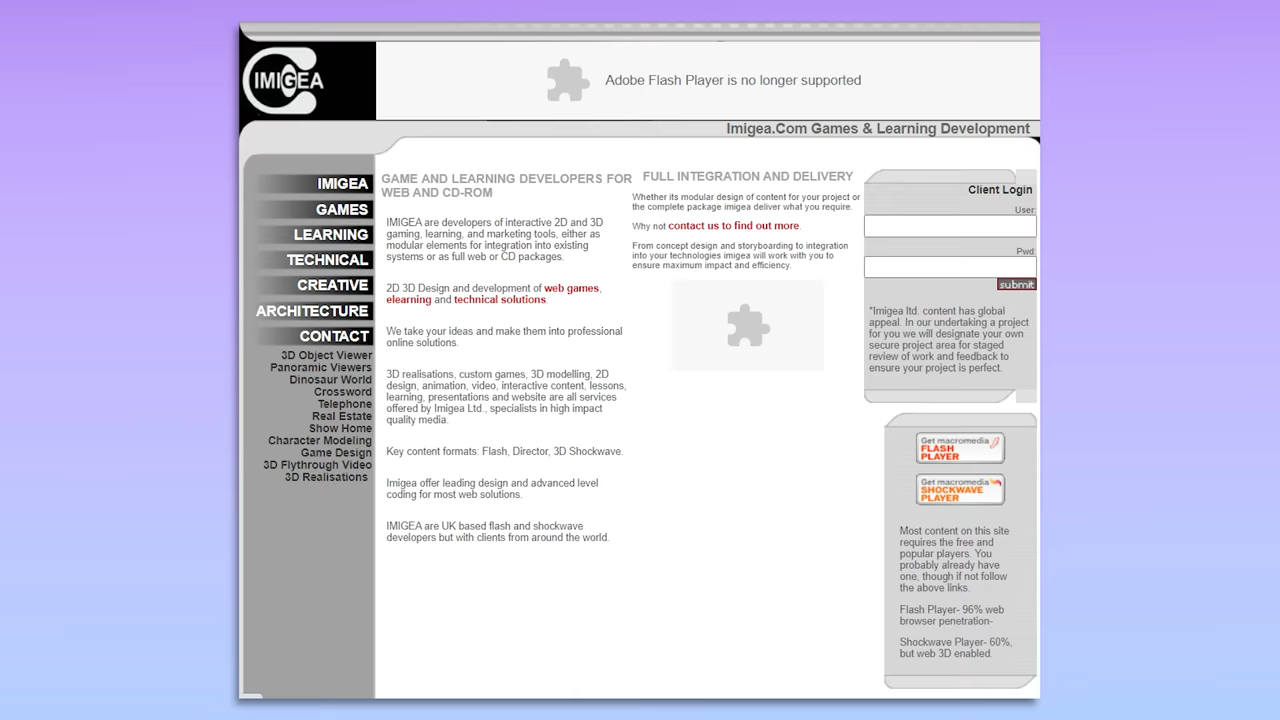 IMIGEA
Adobe Flash Player is no longer supported
Imigea.Com Games & Learning Development
IMIGEA
GAMES
LEARNING
TECHNICAL
CREATIVE
ARCHITECTURE
CONTACT
3D Object Viewer
Panoramic Viewers
Dinosaur World
Crossword
Telephone
Real Estate
Show Home
Character Modeling
Game Design
3D Flythrough Video
3D Realisations
GAME AND LEARNING DEVELOPERS FOR
WEB AND CD-ROM
IMIGEA are developers of interactive 2D and 3D
gaming, learning, and marketing tools, either as
modular elements for integration into existing
systems or as full web or CD packages.
2D 3D Design and development of web games,
elearning and technical solutions.
We take your ideas and make them into professional
online solutions.
3D realisations, custom games, 3D modelling, 2D
design, animation, video, interactive content, lessons,
learning, presentations and website are all services
offered by Imigea Ltd., specialists in high impact
quality media.
Key content formats: Flash, Director, 3D Shockwave.
Imigea offer leading design and advanced level
coding for most web solutions.
IMIGEA are UK based flash and shockwave
developers but with clients from around the world.
FULL INTEGRATION AND DELIVERY
Whether its modular design of content for your project or
the complete package imigea deliver what you require.
Why not contact us to find out more.
From concept design and storyboarding to integration
into your technologies imigea will work with you to
ensure maximum impact and efficiency.
Client Login
User:
Pwd:
submit
*Imigea ltd. content has global
appeal. In our undertaking a project
for you we will designate your own
secure project area for staged
review of work and feedback to
ensure your project is perfect.
Get macromedia
FLASH
PLAYER
Get macromedia
SHOCKWAVE
PLAYER
Most content on this site
requires the free and
popular players. You
probably already have
one, though if not follow
the above links.
Flash Player- 96% web
browser penetration-
Shockwave Player- 60%,
but web 3D enabled.